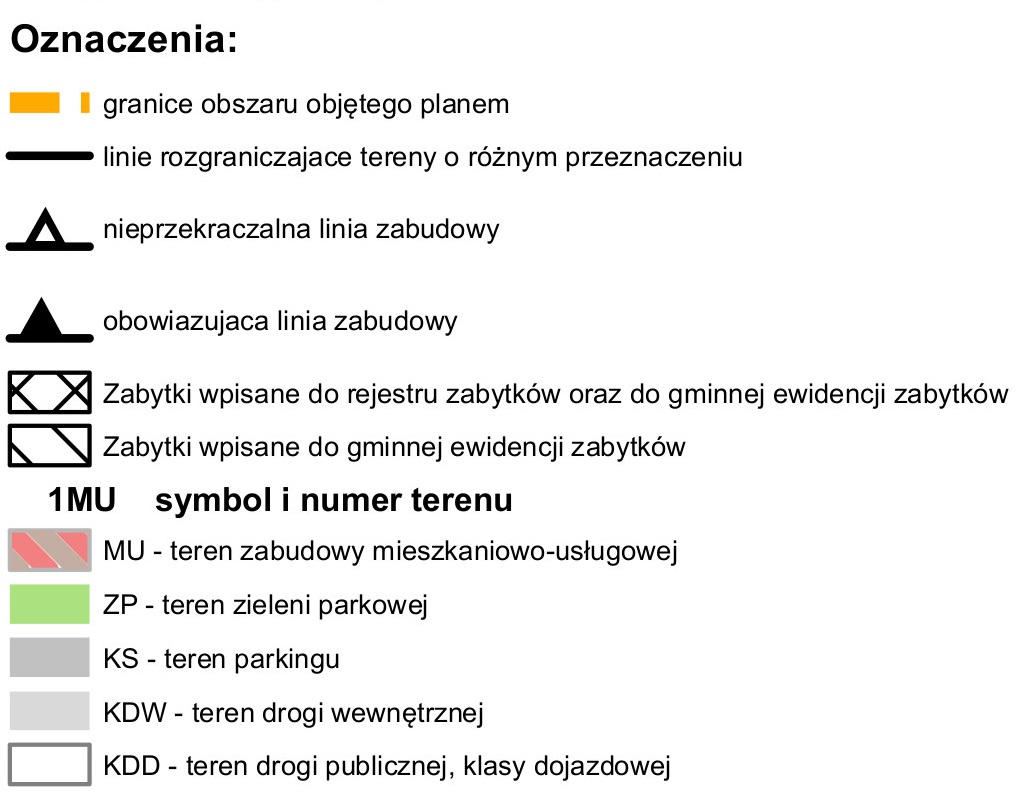 Oznaczenia:
granice obszaru objętego planem
linie rozgraniczajace tereny o różnym przeznaczeniu
nieprzekraczalna linia zabudowy
obowiazujaca linia zabudowy
Zabytki wpisane do rejestru zabytków oraz do gminnej ewidencji zabytków
Zabytki wpisane do gminnej ewidencji zabytków
1MU symbol i numer terenu
MU - teren zabudowy mieszkaniowo-usługowej
ZP - teren zieleni parkowej
KS - teren parkingu
KDW - teren drogi wewnętrznej
KDD - teren drogi publicznej, klasy dojazdowej